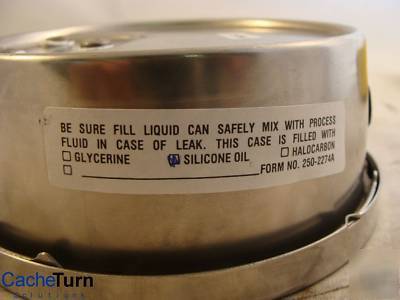 BE SURE FILL LIQUID CAN SAFELY MIX WITH PROCESS
FLUID IN CASE OF LEAK. THIS CASE IS FILLED WITH
GLYCERINE SILICONE OIL HALOCARBON
FORM NO. 250-2274A
CacheTurn
Solutions